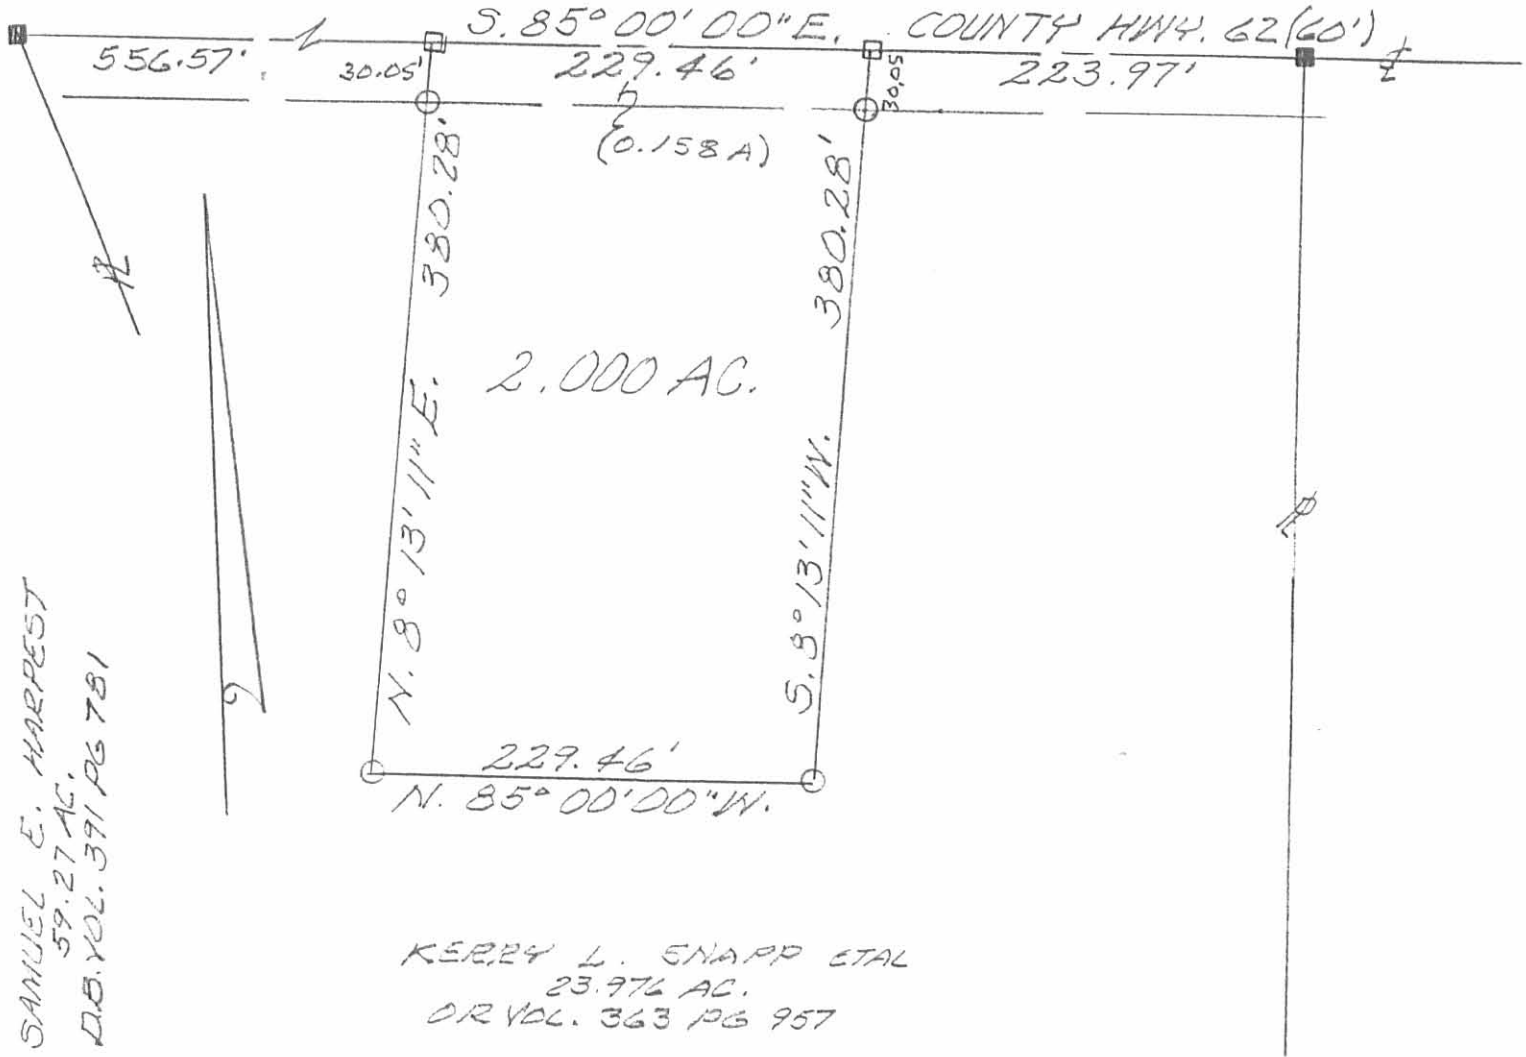 S. 85° 00' 00" E. COUNTY HWY. 62 (60')
556.57'
30.05'
229.46'
30.05
223.97'
(0.158 A)
380.28'
380.28'
2.000 AC.
N. 8° 13' 11" E.
S. 8° 13' 11" W.
229.46'
N. 85° 00' 00" W.
SAMUEL E. HARPEST
59.27 AC.
D.B. VOL. 391 PG 781
KERRY L. SNAPP ETAL
23.976 AC.
OR VOL. 363 PG 957